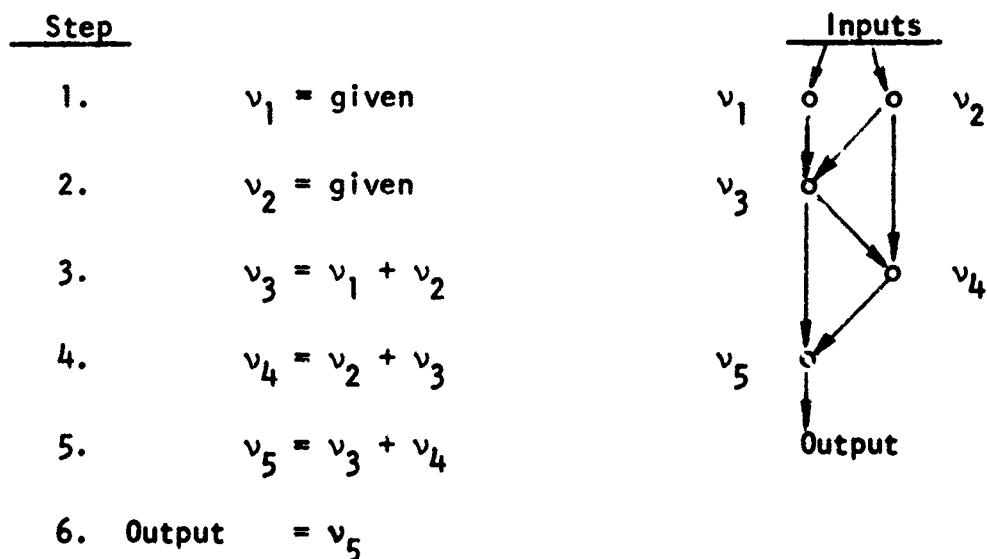 Step
1. ν₁ = given
2. ν₂ = given
3. ν₃ = ν₁ + ν₂
4. ν₄ = ν₂ + ν₃
5. ν₅ = ν₃ + ν₄
6. Output = ν₅
Inputs
ν₁ ν₂
ν₃
ν₄
ν₅
Output